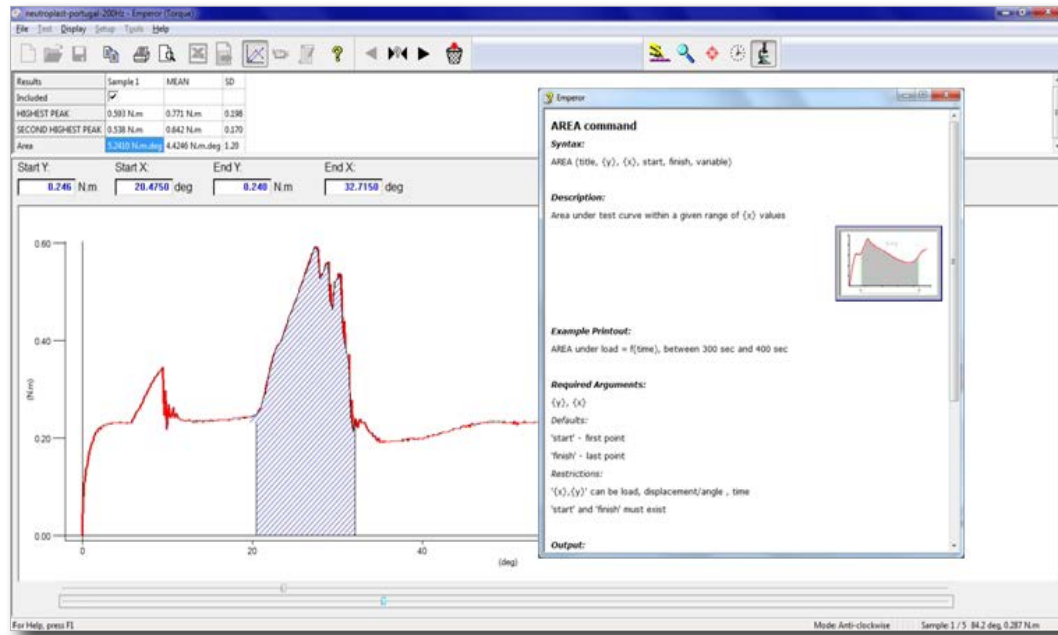 neutroplast-portugal-200Hz - Emperor (Torque)
File Test Display Setup Tools Help
Results Sample 1 MEAN SD
Included
HIGHEST PEAK 0.593 N.m 0.771 N.m 0.198
SECOND HIGHEST PEAK 0.538 N.m 0.642 N.m 0.170
Area 5.2410 N.m.deg 4.4246 N.m.deg 1.20
Start Y: Start X: End Y: End X:
0.246 N.m 20.4750 deg 0.240 N.m 32.7150 deg
0.60
0.40
(N.m)
0.20
0.00
0 20 40
(deg)
Emperor
AREA command
Syntax:
AREA (title, {y}, {x}, start, finish, variable)
Description:
Area under test curve within a given range of {x} values
Example Printout:
AREA under load = f(time), between 300 sec and 400 sec
Required Arguments:
{y}, {x}
Defaults:
'start' - first point
'finish' - last point
Restrictions:
'{x},{y}' can be load, displacement/angle , time
'start' and 'finish' must exist
Output:
For Help, press F1 Mode: Anti-clockwise Sample 1 / 5 84.2 deg, 0.287 N.m